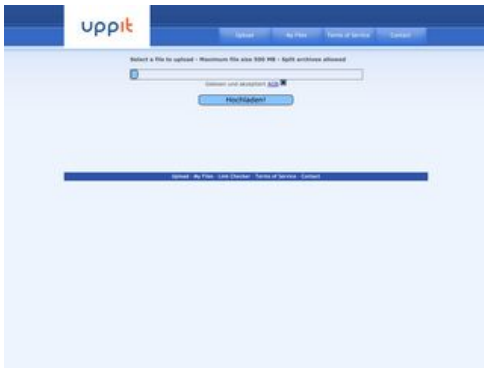 uppit
Upload My Files Terms of Service Contact
Select a file to upload - Maximum file size 500 MB - Split archives allowed
Gelesen und akzeptiert AGB
Hochladen!
Upload · My Files · Link Checker · Terms of Service · Contact